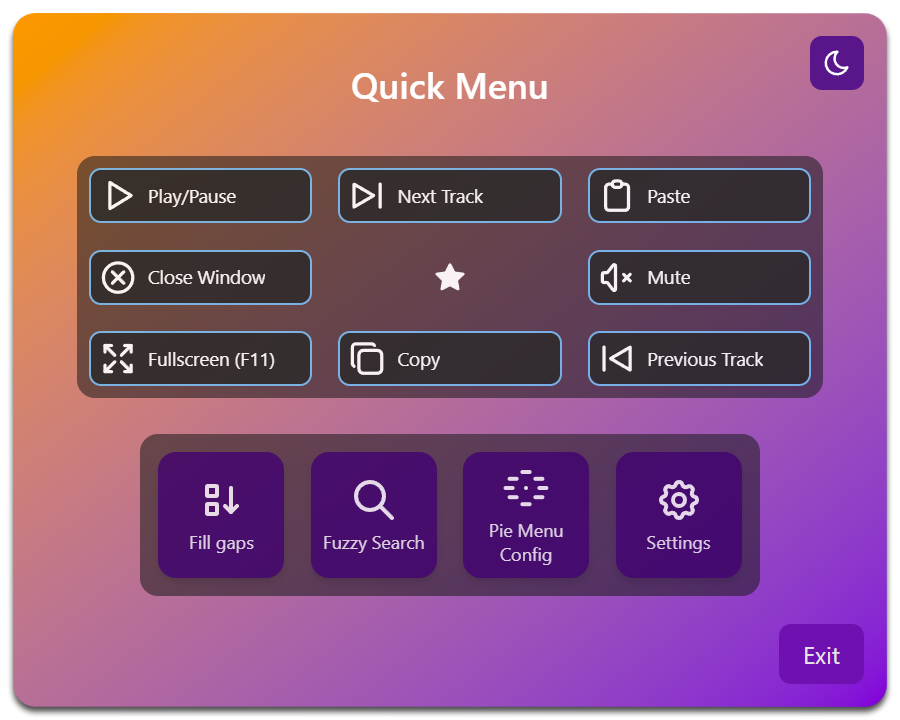 Quick Menu
Play/Pause
Next Track
Paste
Close Window
Mute
Fullscreen (F11)
Copy
Previous Track
Fill gaps
Fuzzy Search
Pie Menu
Config
Settings
Exit